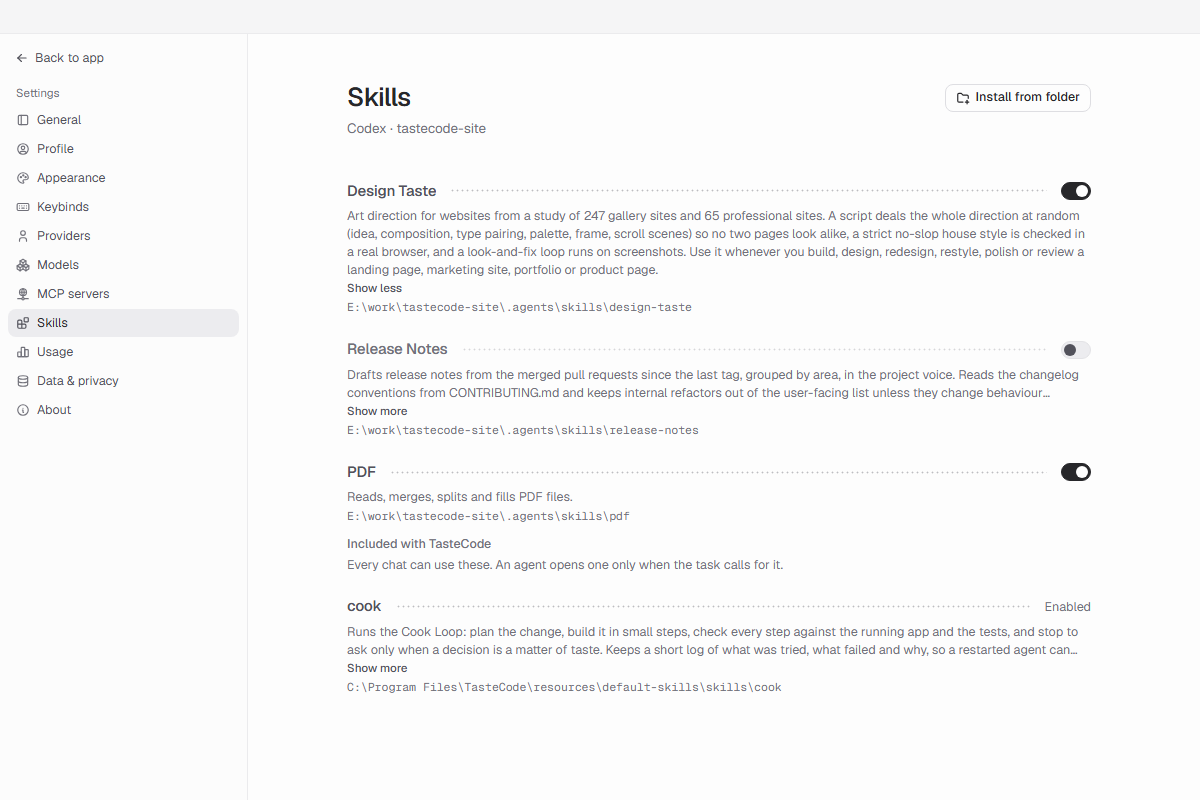 Back to app
Settings
General
Profile
Appearance
Keybinds
Providers
Models
MCP servers
Skills
Usage
Data & privacy
About
Skills
Install from folder
Codex · tastecode-site
Design Taste
Art direction for websites from a study of 247 gallery sites and 65 professional sites. A script deals the whole direction at random
(idea, composition, type pairing, palette, frame, scroll scenes) so no two pages look alike, a strict no-slop house style is checked in
a real browser, and a look-and-fix loop runs on screenshots. Use it whenever you build, design, redesign, restyle, polish or review a
landing page, marketing site, portfolio or product page.
Show less
E:\work\tastecode-site\.agents\skills\design-taste
Release Notes
Drafts release notes from the merged pull requests since the last tag, grouped by area, in the project voice. Reads the changelog
conventions from CONTRIBUTING.md and keeps internal refactors out of the user-facing list unless they change behaviour…
Show more
E:\work\tastecode-site\.agents\skills\release-notes
PDF
Reads, merges, splits and fills PDF files.
E:\work\tastecode-site\.agents\skills\pdf
Included with TasteCode
Every chat can use these. An agent opens one only when the task calls for it.
cook
Enabled
Runs the Cook Loop: plan the change, build it in small steps, check every step against the running app and the tests, and stop to
ask only when a decision is a matter of taste. Keeps a short log of what was tried, what failed and why, so a restarted agent can…
Show more
C:\Program Files\TasteCode\resources\default-skills\skills\cook